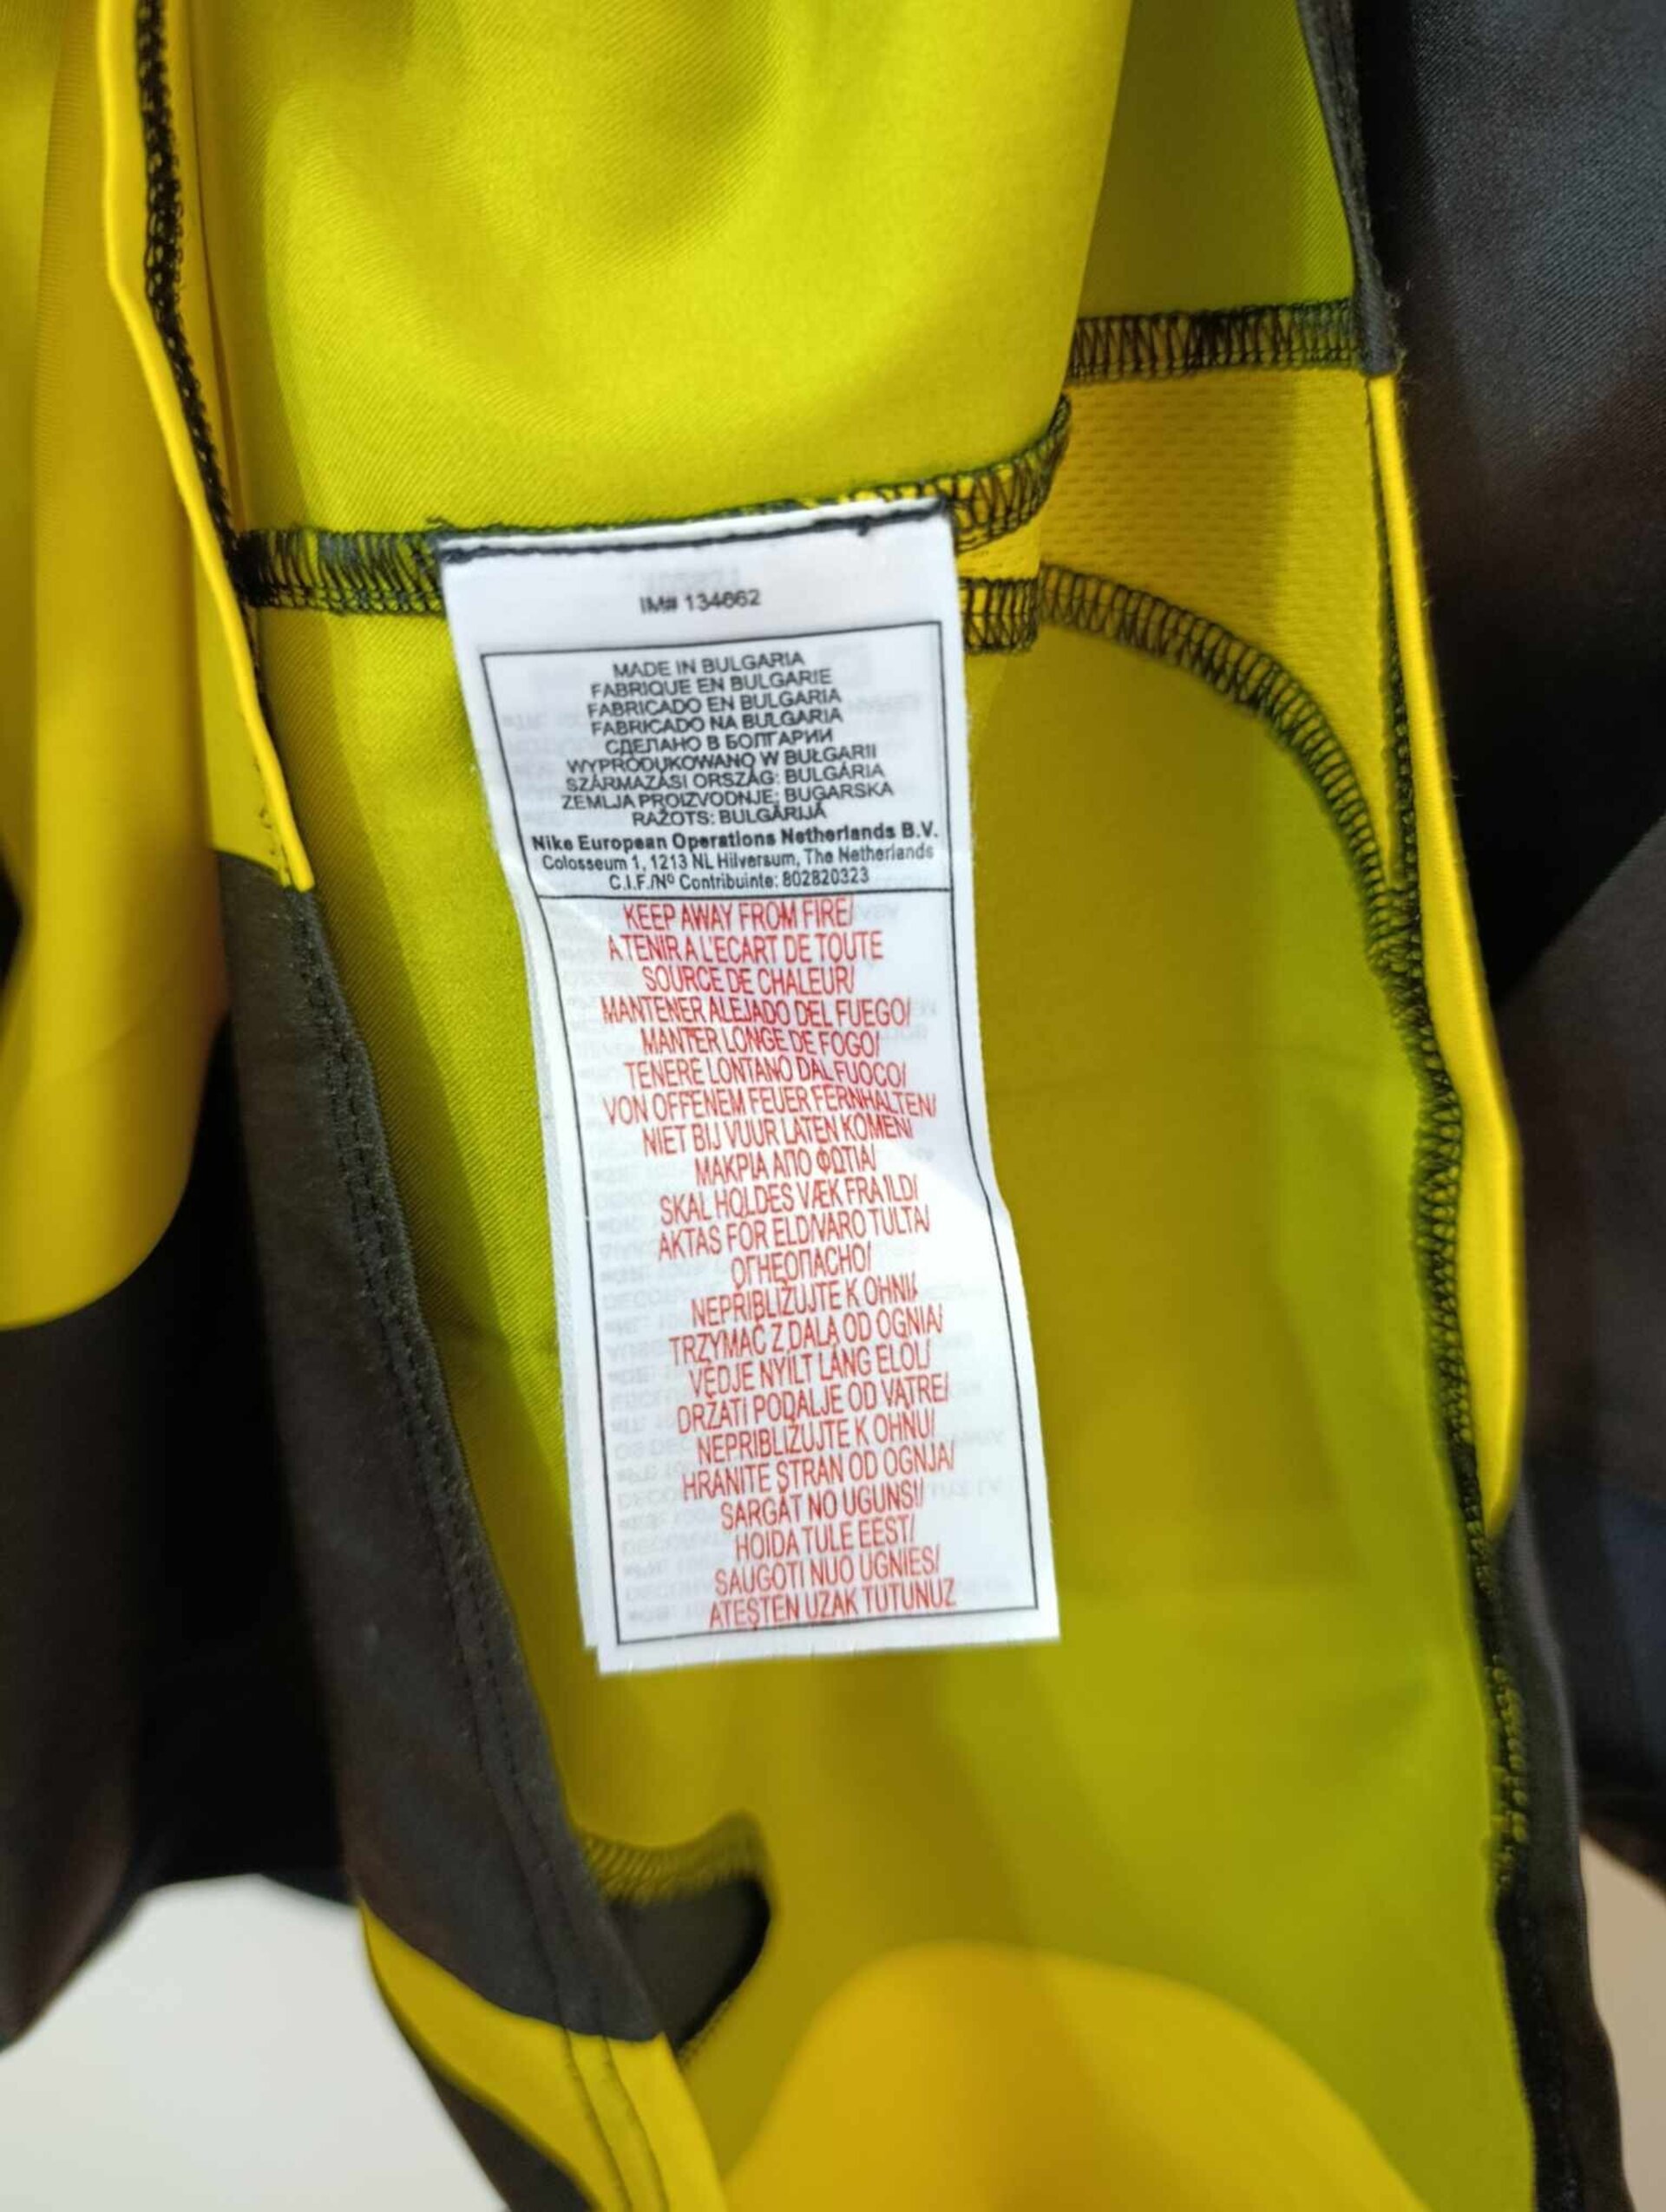 IM# 134662
MADE IN BULGARIA
FABRIQUE EN BULGARIE
FABRICADO EN BULGARIA
FABRICADO NA BULGARIA
СДЕЛАНО В БОЛГАРИИ
WYPRODUKOWANO W BUŁGARII
SZÁRMAZÁSI ORSZÁG: BULGÁRIA
ZEMLJA PROIZVODNJE: BUGARSKA
RAŽOTS: BULGĀRIJĀ
Nike European Operations Netherlands B.V.
Colosseum 1, 1213 NL Hilversum, The Netherlands
C.I.F./Nº Contribuinte: 802820323
KEEP AWAY FROM FIRE/
A TENIR A L'ECART DE TOUTE
SOURCE DE CHALEUR/
MANTENER ALEJADO DEL FUEGO/
MANTER LONGE DE FOGO/
TENERE LONTANO DAL FUOCO/
VON OFFENEM FEUER FERNHALTEN/
NIET BIJ VUUR LATEN KOMEN/
ΜΑΚΡΙΑ ΑΠΟ ΦΩΤΙΑ/
SKAL HOLDES VÆK FRA ILD/
AKTAS FÖR ELD/VARO TULTA/
ОГНЕОПАСНО/
NEPRIBLIŽUJTE K OHNI/
TRZYMAĆ Z DALA OD OGNIA/
VÉDJE NYÍLT LÁNG ELOL/
DRŽATI PODALJE OD VATRE/
NEPRIBLIŽUJTE K OHNU/
HRANITE STRAN OD OGNJA/
SARGĀT NO UGUNS/
HOIDA TULE EEST/
SAUGOTI NUO UGNIES/
ATEŞTEN UZAK TUTUNUZ